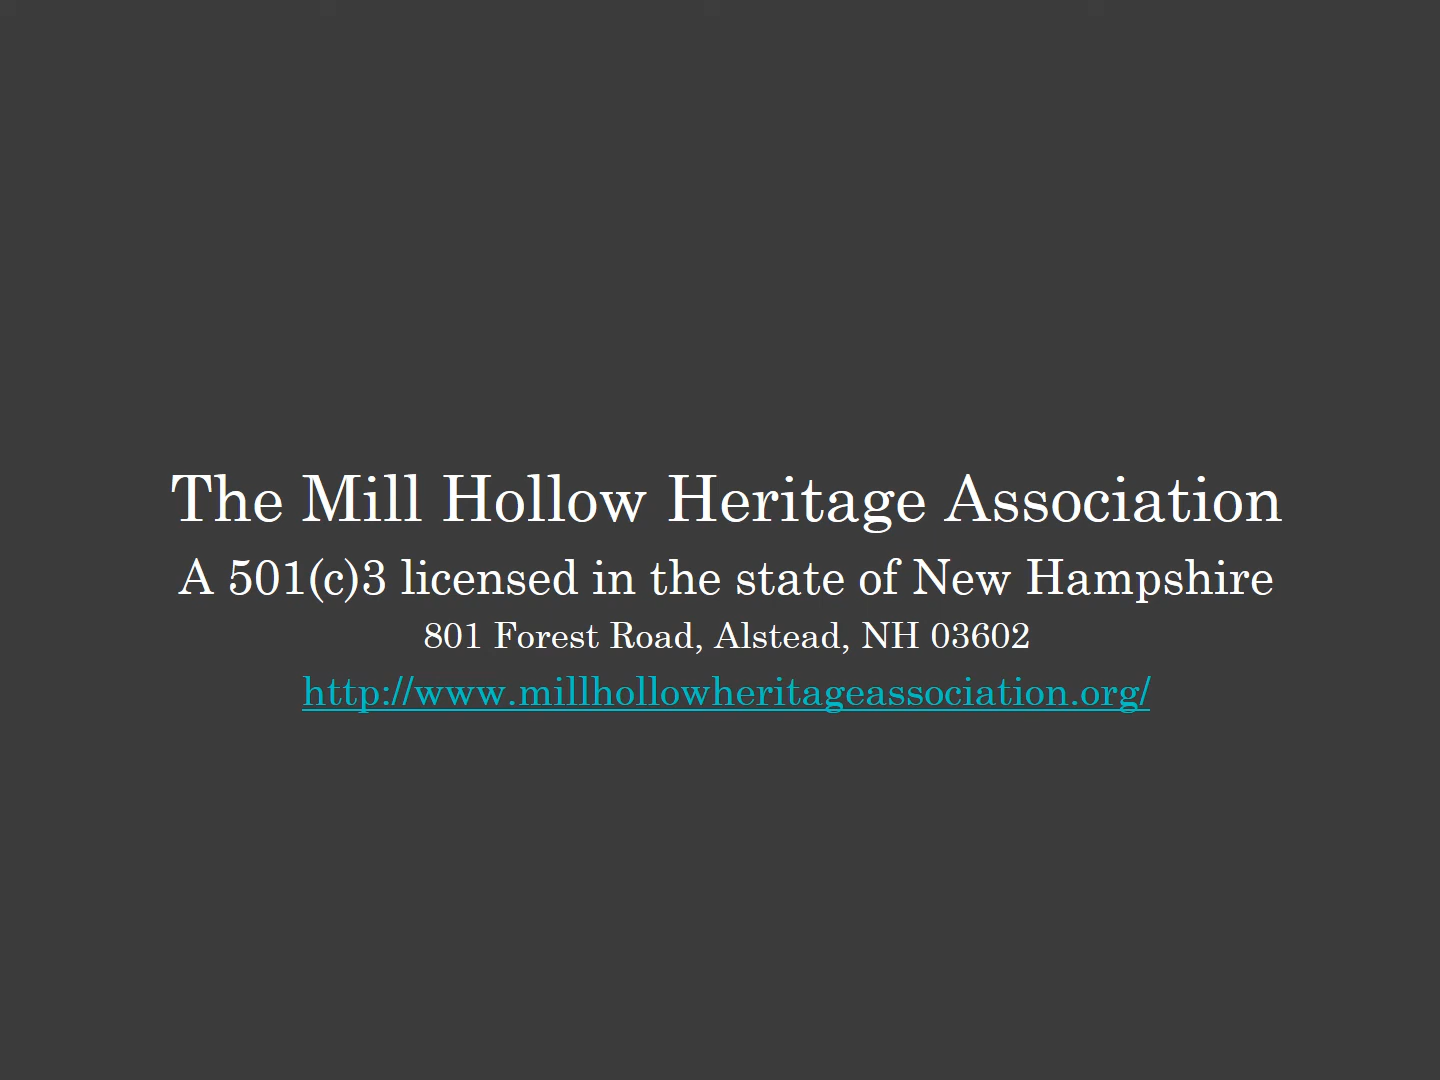 The Mill Hollow Heritage Association
A 501(c)3 licensed in the state of New Hampshire
801 Forest Road, Alstead, NH 03602
http://www.millhollowheritageassociation.org/